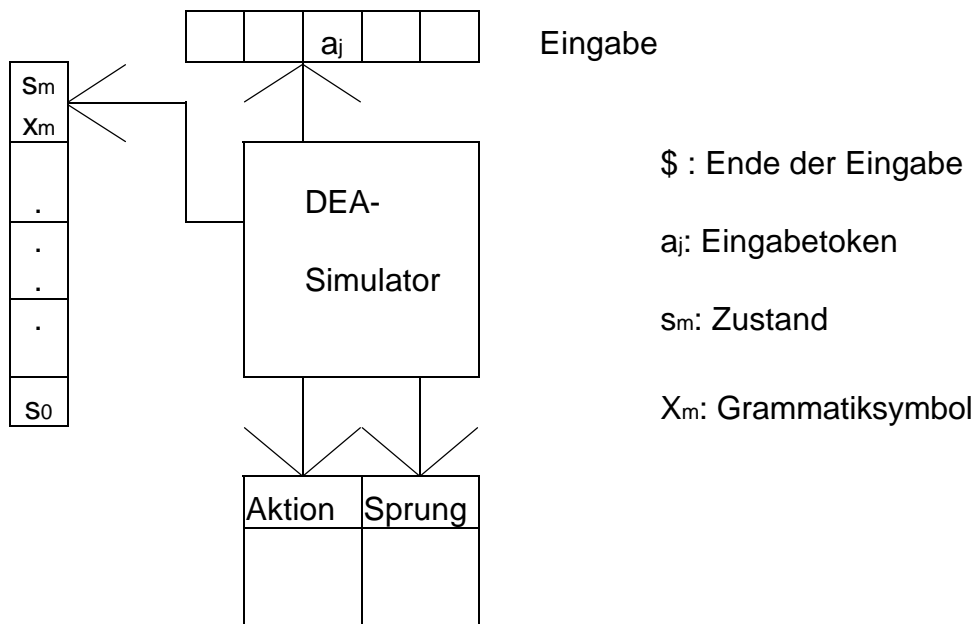 aj
Eingabe
sm
xm
.
.
.
.
s0
DEA-
Simulator
$ : Ende der Eingabe
aj: Eingabetoken
sm: Zustand
Xm: Grammatiksymbol
Aktion Sprung